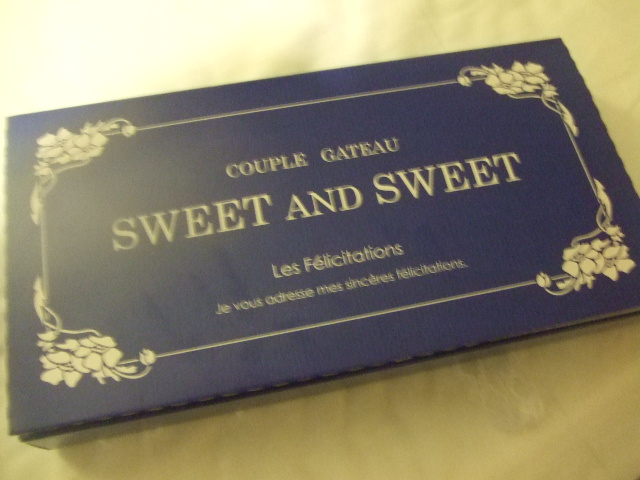 COUPLE GATEAU
SWEET AND SWEET
Les Félicitations
Je vous adresse mes sincères félicitations.